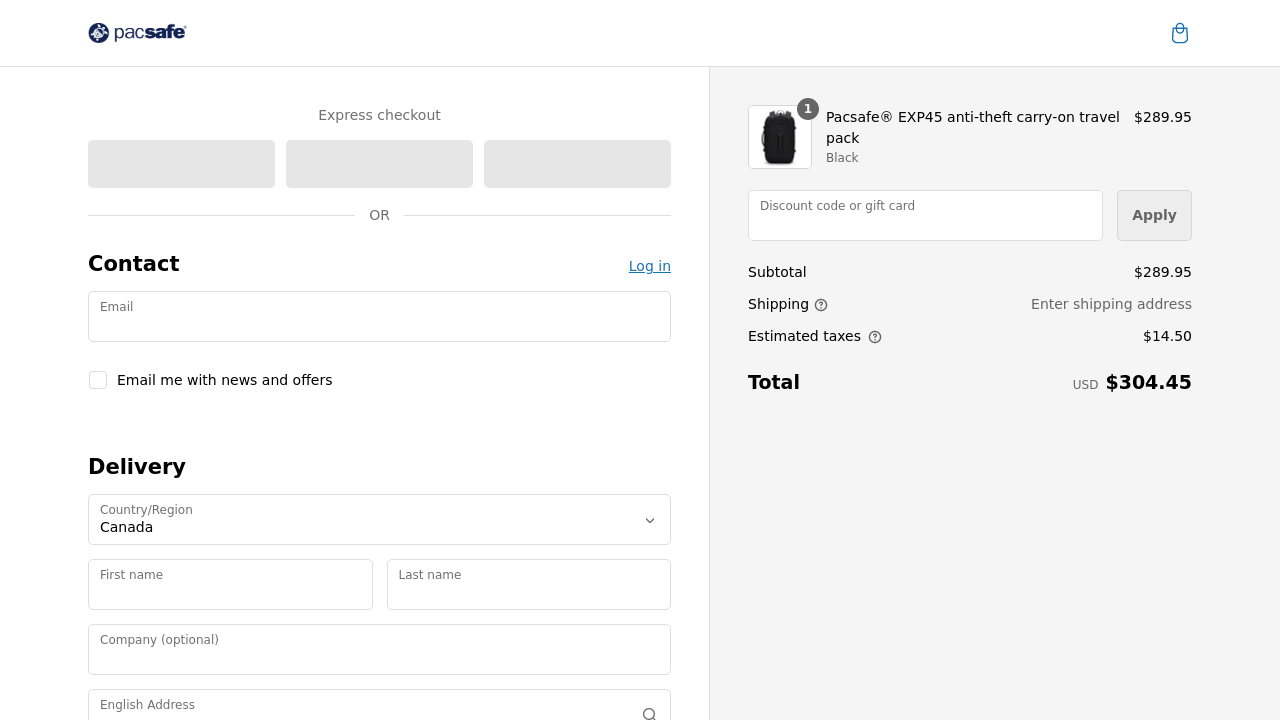 pacsafe®
Express checkout
OR
Contact
Log in
Email
Email me with news and offers
Delivery
Country/Region
Canada
First name
Last name
Company (optional)
English Address
1
Pacsafe® EXP45 anti-theft carry-on travel
pack
$289.95
Black
Discount code or gift card
Apply
Subtotal
$289.95
Shipping
Enter shipping address
Estimated taxes
$14.50
Total
USD $304.45